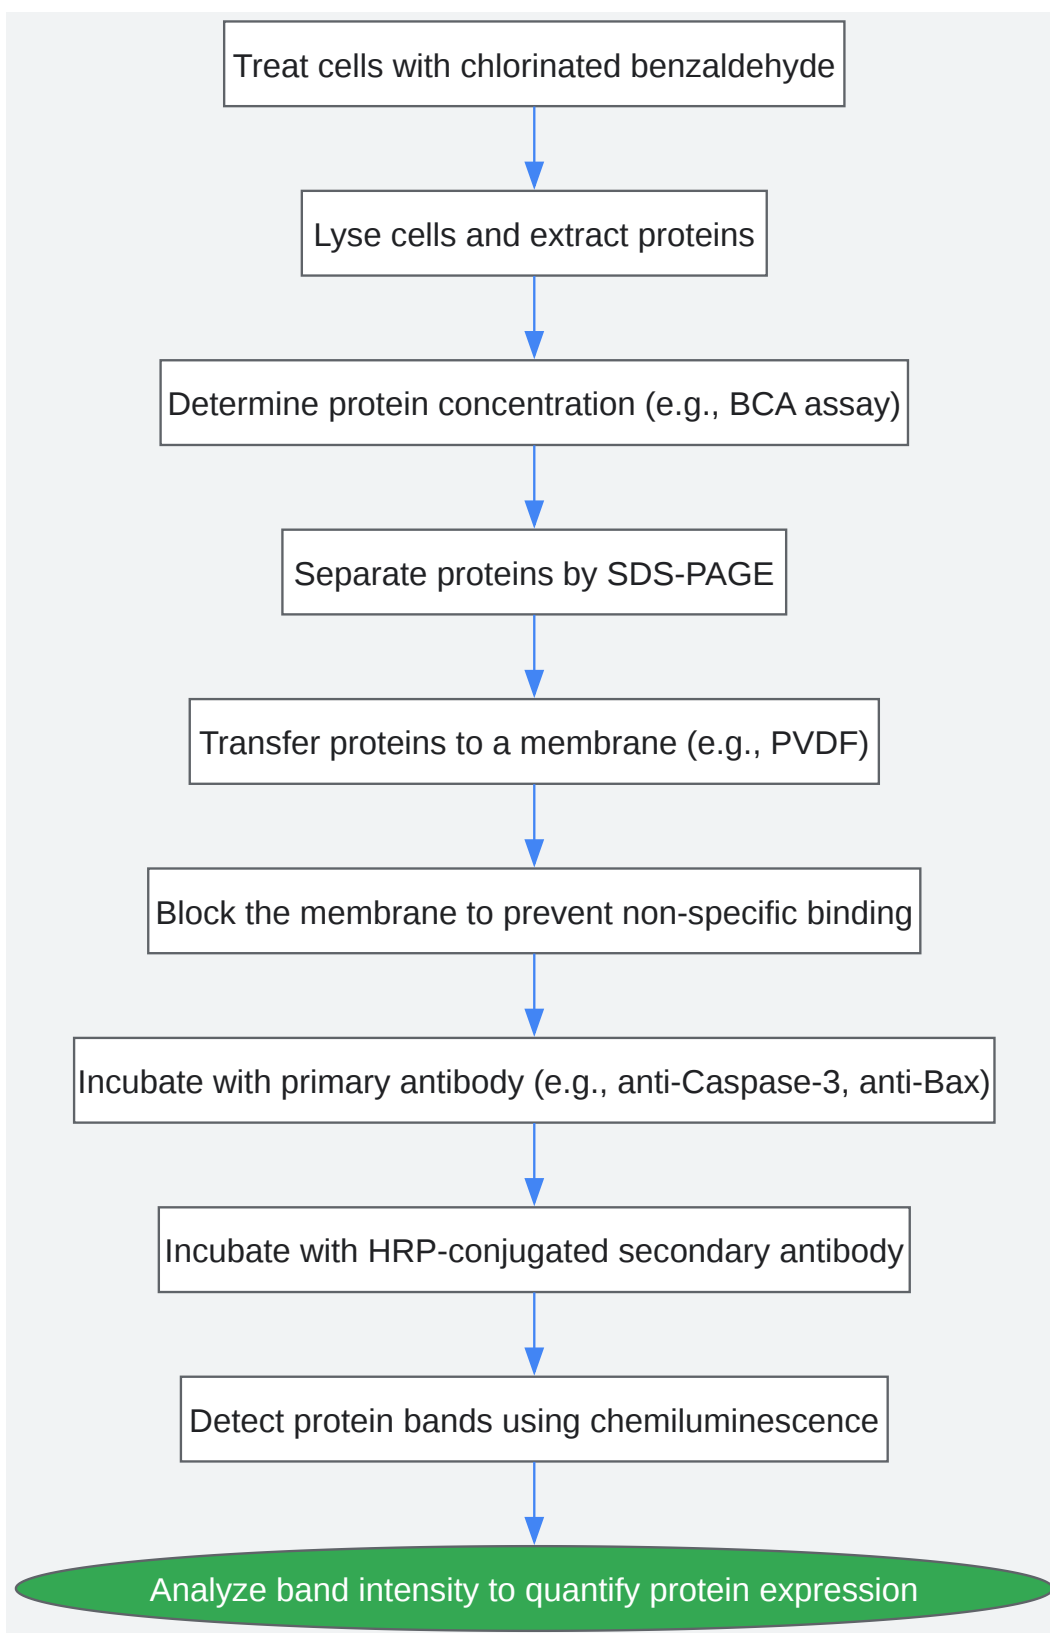 Treat cells with chlorinated benzaldehyde
Lyse cells and extract proteins
Determine protein concentration (e.g., BCA assay)
Separate proteins by SDS-PAGE
Transfer proteins to a membrane (e.g., PVDF)
Block the membrane to prevent non-specific binding
Incubate with primary antibody (e.g., anti-Caspase-3, anti-Bax)
Incubate with HRP-conjugated secondary antibody
Detect protein bands using chemiluminescence
Analyze band intensity to quantify protein expression